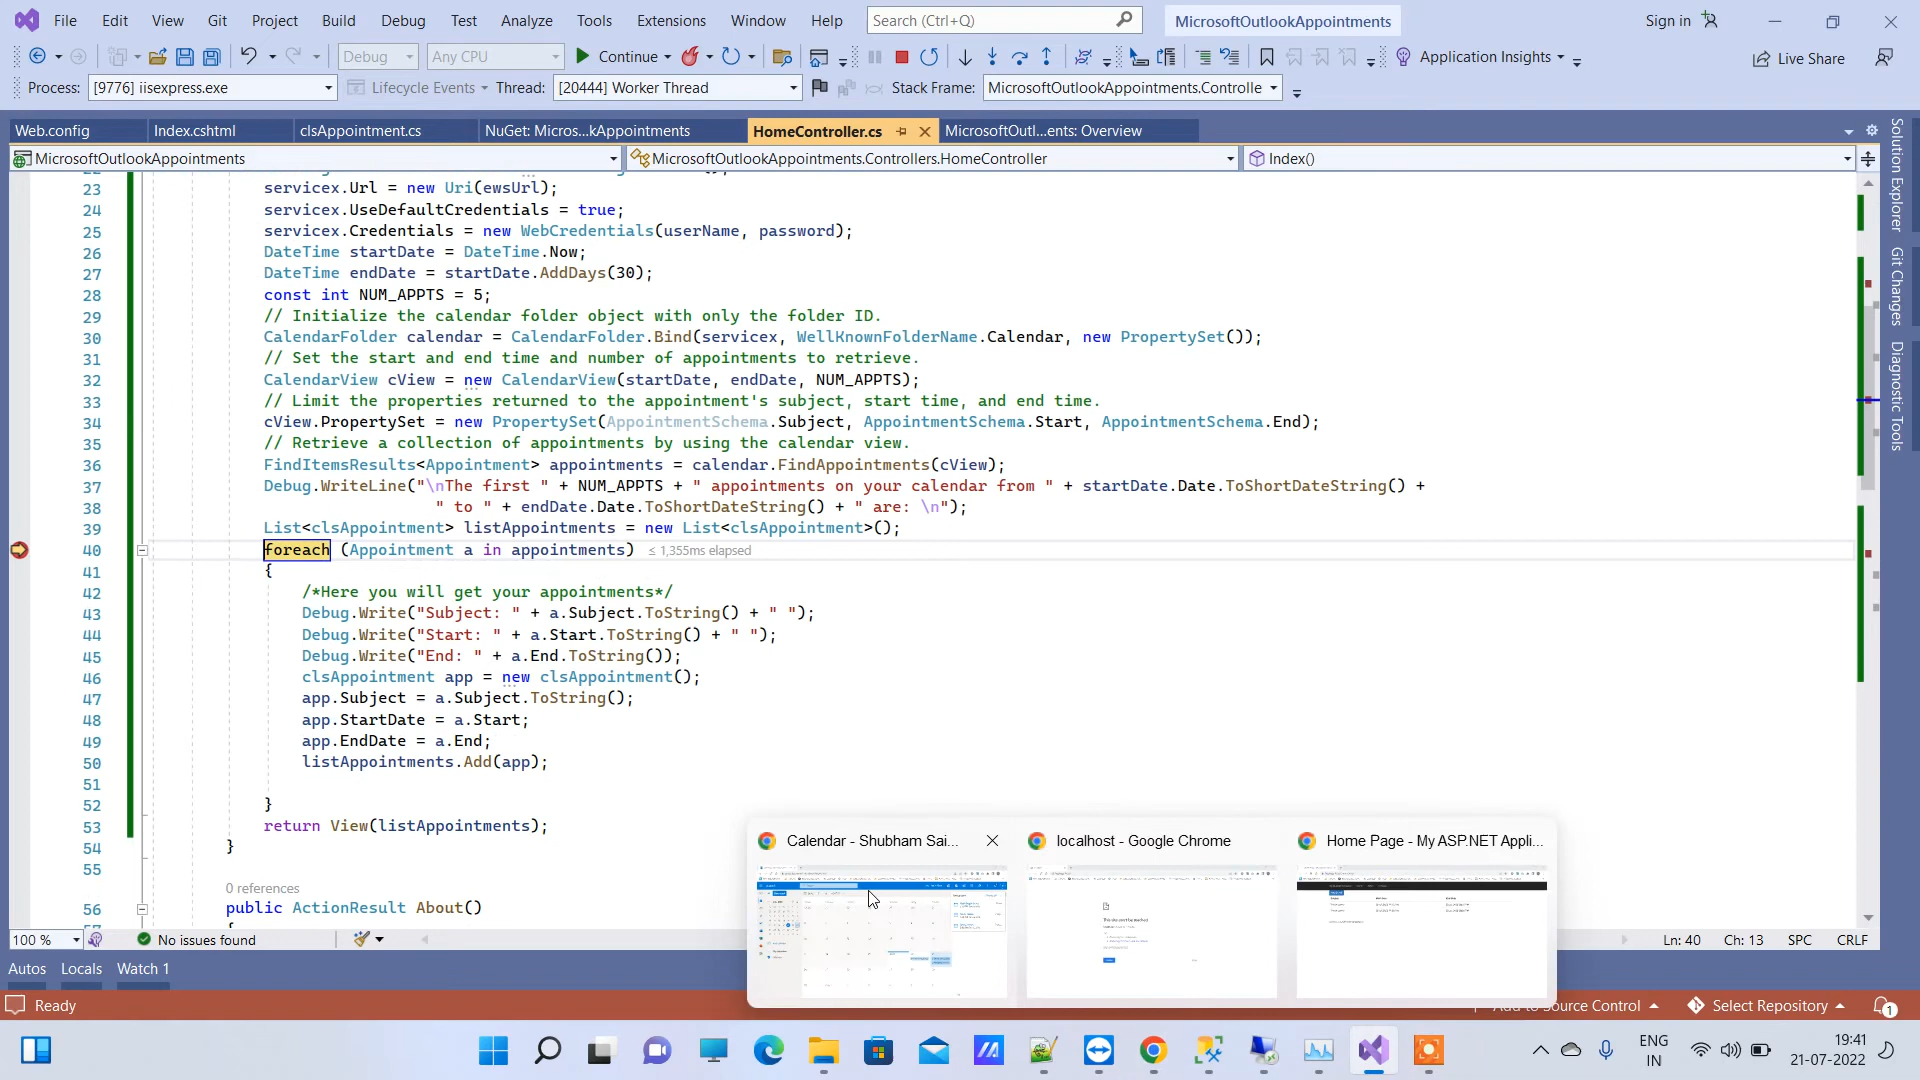 File Edit View Git Project Build Debug Test Analyze Tools Extensions Window Help Search (Ctrl+Q) MicrosoftOutlookAppointments Sign in
Debug Any CPU Continue Application Insights Live Share
Process: [9776] iisexpress.exe Lifecycle Events Thread: [20444] Worker Thread Stack Frame: MicrosoftOutlookAppointments.Controlle
Web.config Index.cshtml clsAppointment.cs NuGet: Micros...kAppointments HomeController.cs MicrosoftOutl...ents: Overview
MicrosoftOutlookAppointments MicrosoftOutlookAppointments.Controllers.HomeController Index()
23 servicex.Url = new Uri(ewsUrl);
24 servicex.UseDefaultCredentials = true;
25 servicex.Credentials = new WebCredentials(userName, password);
26 DateTime startDate = DateTime.Now;
27 DateTime endDate = startDate.AddDays(30);
28 const int NUM_APPTS = 5;
29 // Initialize the calendar folder object with only the folder ID.
30 CalendarFolder calendar = CalendarFolder.Bind(servicex, WellKnownFolderName.Calendar, new PropertySet());
31 // Set the start and end time and number of appointments to retrieve.
32 CalendarView cView = new CalendarView(startDate, endDate, NUM_APPTS);
33 // Limit the properties returned to the appointment's subject, start time, and end time.
34 cView.PropertySet = new PropertySet(AppointmentSchema.Subject, AppointmentSchema.Start, AppointmentSchema.End);
35 // Retrieve a collection of appointments by using the calendar view.
36 FindItemsResults<Appointment> appointments = calendar.FindAppointments(cView);
37 Debug.WriteLine("\nThe first " + NUM_APPTS + " appointments on your calendar from " + startDate.Date.ToShortDateString() +
38 " to " + endDate.Date.ToShortDateString() + " are: \n");
39 List<clsAppointment> listAppointments = new List<clsAppointment>();
40 foreach (Appointment a in appointments) ≤ 1,355ms elapsed
41 {
42 /*Here you will get your appointments*/
43 Debug.Write("Subject: " + a.Subject.ToString() + " ");
44 Debug.Write("Start: " + a.Start.ToString() + " ");
45 Debug.Write("End: " + a.End.ToString());
46 clsAppointment app = new clsAppointment();
47 app.Subject = a.Subject.ToString();
48 app.StartDate = a.Start;
49 app.EndDate = a.End;
50 listAppointments.Add(app);
51
52 }
53 return View(listAppointments);
54 }
55
0 references
56 public ActionResult About()
Solution Explorer
Git Changes
Diagnostic Tools
Calendar - Shubham Sai... localhost - Google Chrome Home Page - My ASP.NET Appli...
100 % No issues found Ln: 40 Ch: 13 SPC CRLF
Autos Locals Watch 1
Ready Add to Source Control Select Repository 1
ENG
IN
19:41
21-07-2022